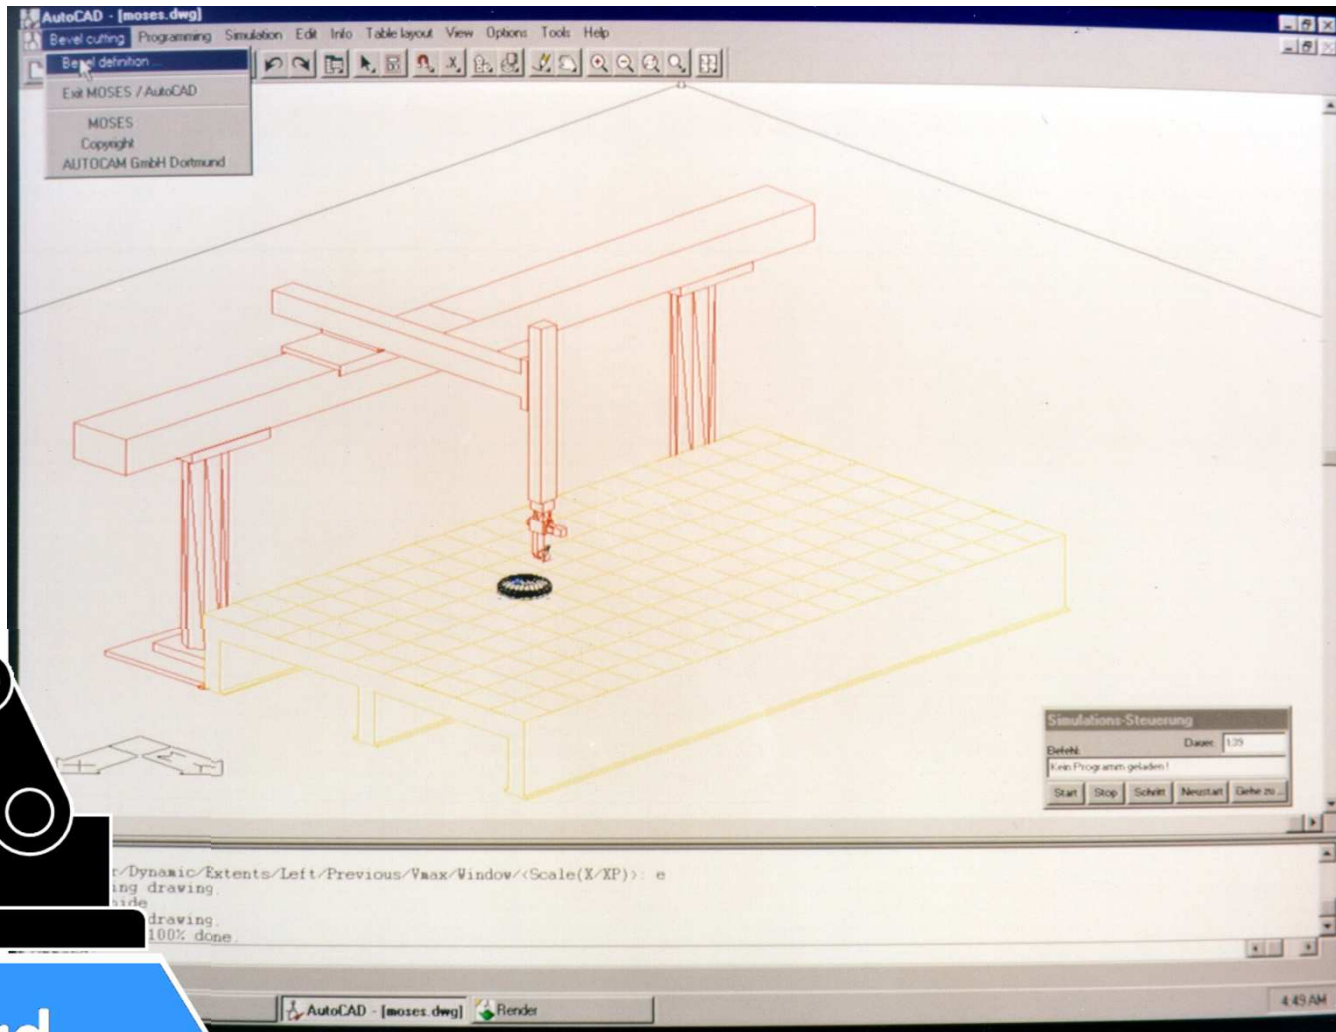 AutoCAD - [moses.dwg]
Bevel cutting Programming Simulation Edit Info Table layout View Options Tools Help
Bevel definition ...
Exit MOSES / AutoCAD
MOSES
Copyright
AUTOCAM GmbH Dortmund
Simulations-Steuerung
Befehl: Dauer: 139
Kein Programm geladen!
Start Stop Schritt Neustart Gehe zu ...
/Dynamic/Extents/Left/Previous/Vmax/Window/<Scale(X/XP)>: e
ing drawing.
hide
drawing.
100% done.
AutoCAD - [moses.dwg] Render
4:49 AM
rd